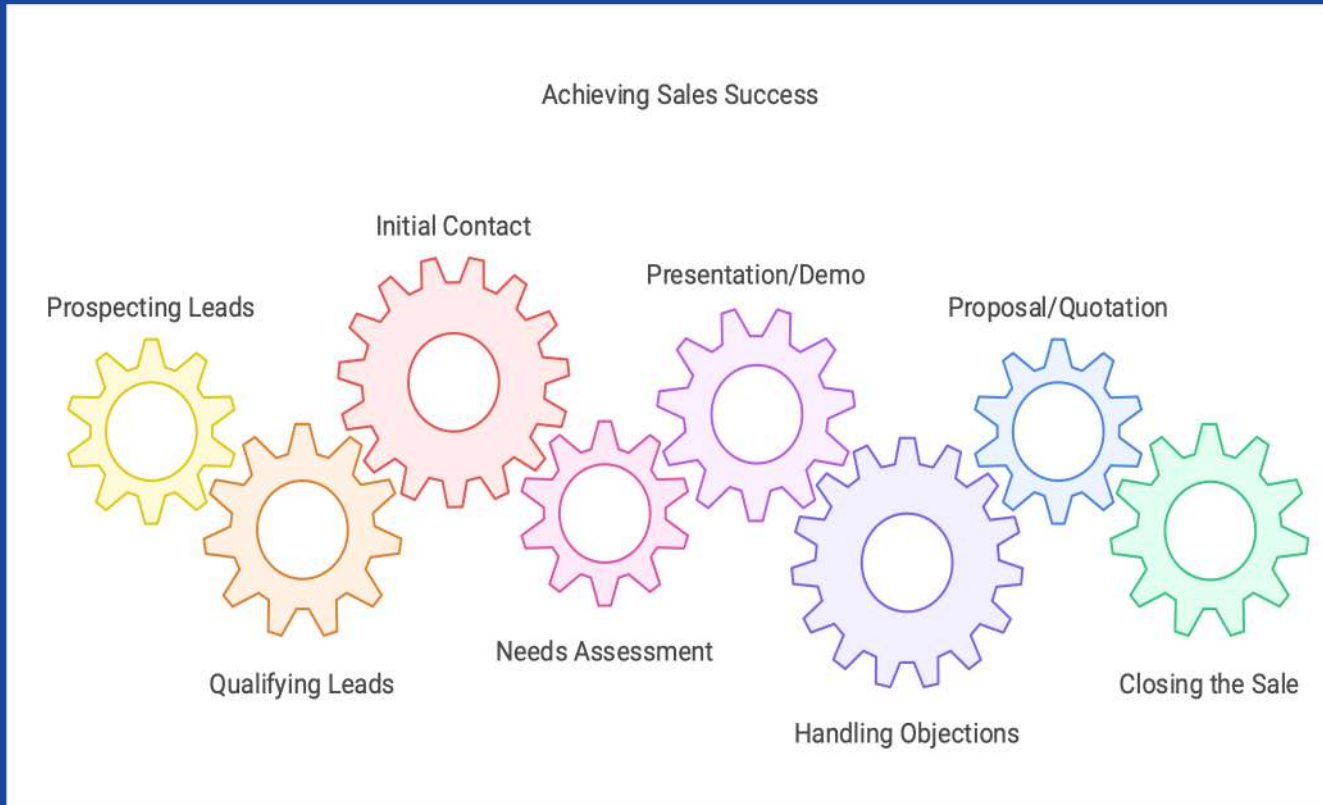 Achieving Sales Success
Prospecting Leads
Qualifying Leads
Initial Contact
Needs Assessment
Presentation/Demo
Handling Objections
Proposal/Quotation
Closing the Sale